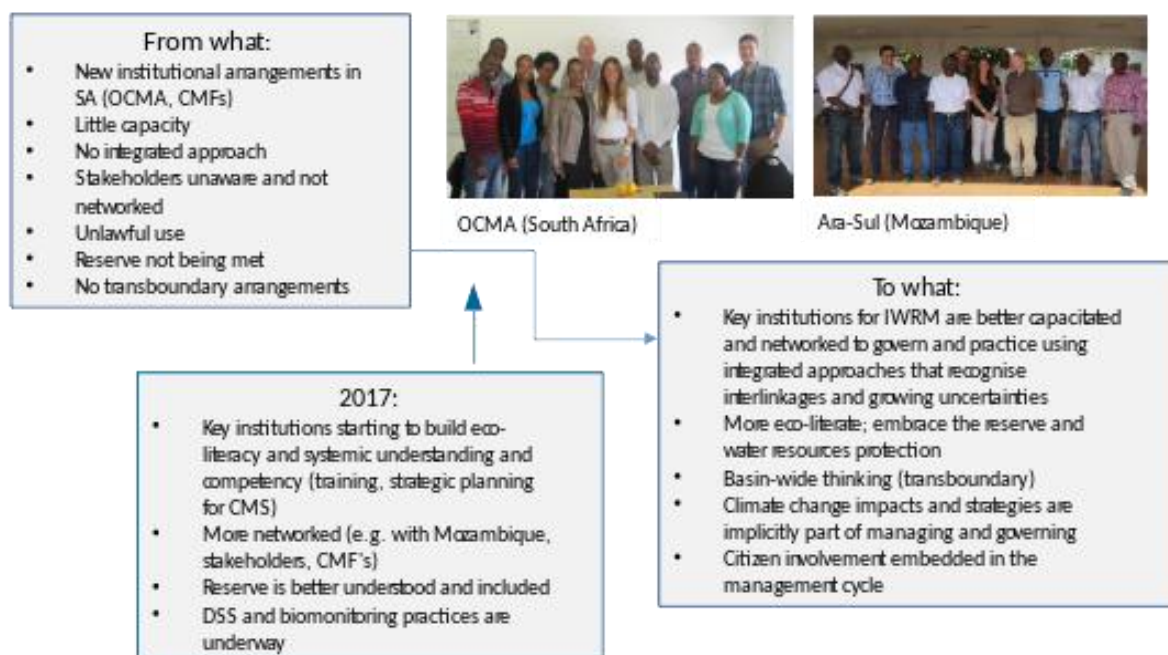 From what:
• New institutional arrangements in
SA (OCMA, CMFs)
• Little capacity
• No integrated approach
• Stakeholders unaware and not
networked
• Unlawful use
• Reserve not being met
• No transboundary arrangements
OCMA (South Africa)
Ara-Sul (Mozambique)
2017:
• Key institutions starting to build eco-
literacy and systemic understanding and
competency (training, strategic planning
for CMS)
• More networked (e.g. with Mozambique,
stakeholders, CMF's)
• Reserve is better understood and included
• DSS and biomonitoring practices are
underway
To what:
• Key institutions for IWRM are better capacitated
and networked to govern and practice using
integrated approaches that recognise
interlinkages and growing uncertainties
• More eco-literate; embrace the reserve and
water resources protection
• Basin-wide thinking (transboundary)
• Climate change impacts and strategies are
implicitly part of managing and governing
• Citizen involvement embedded in the
management cycle